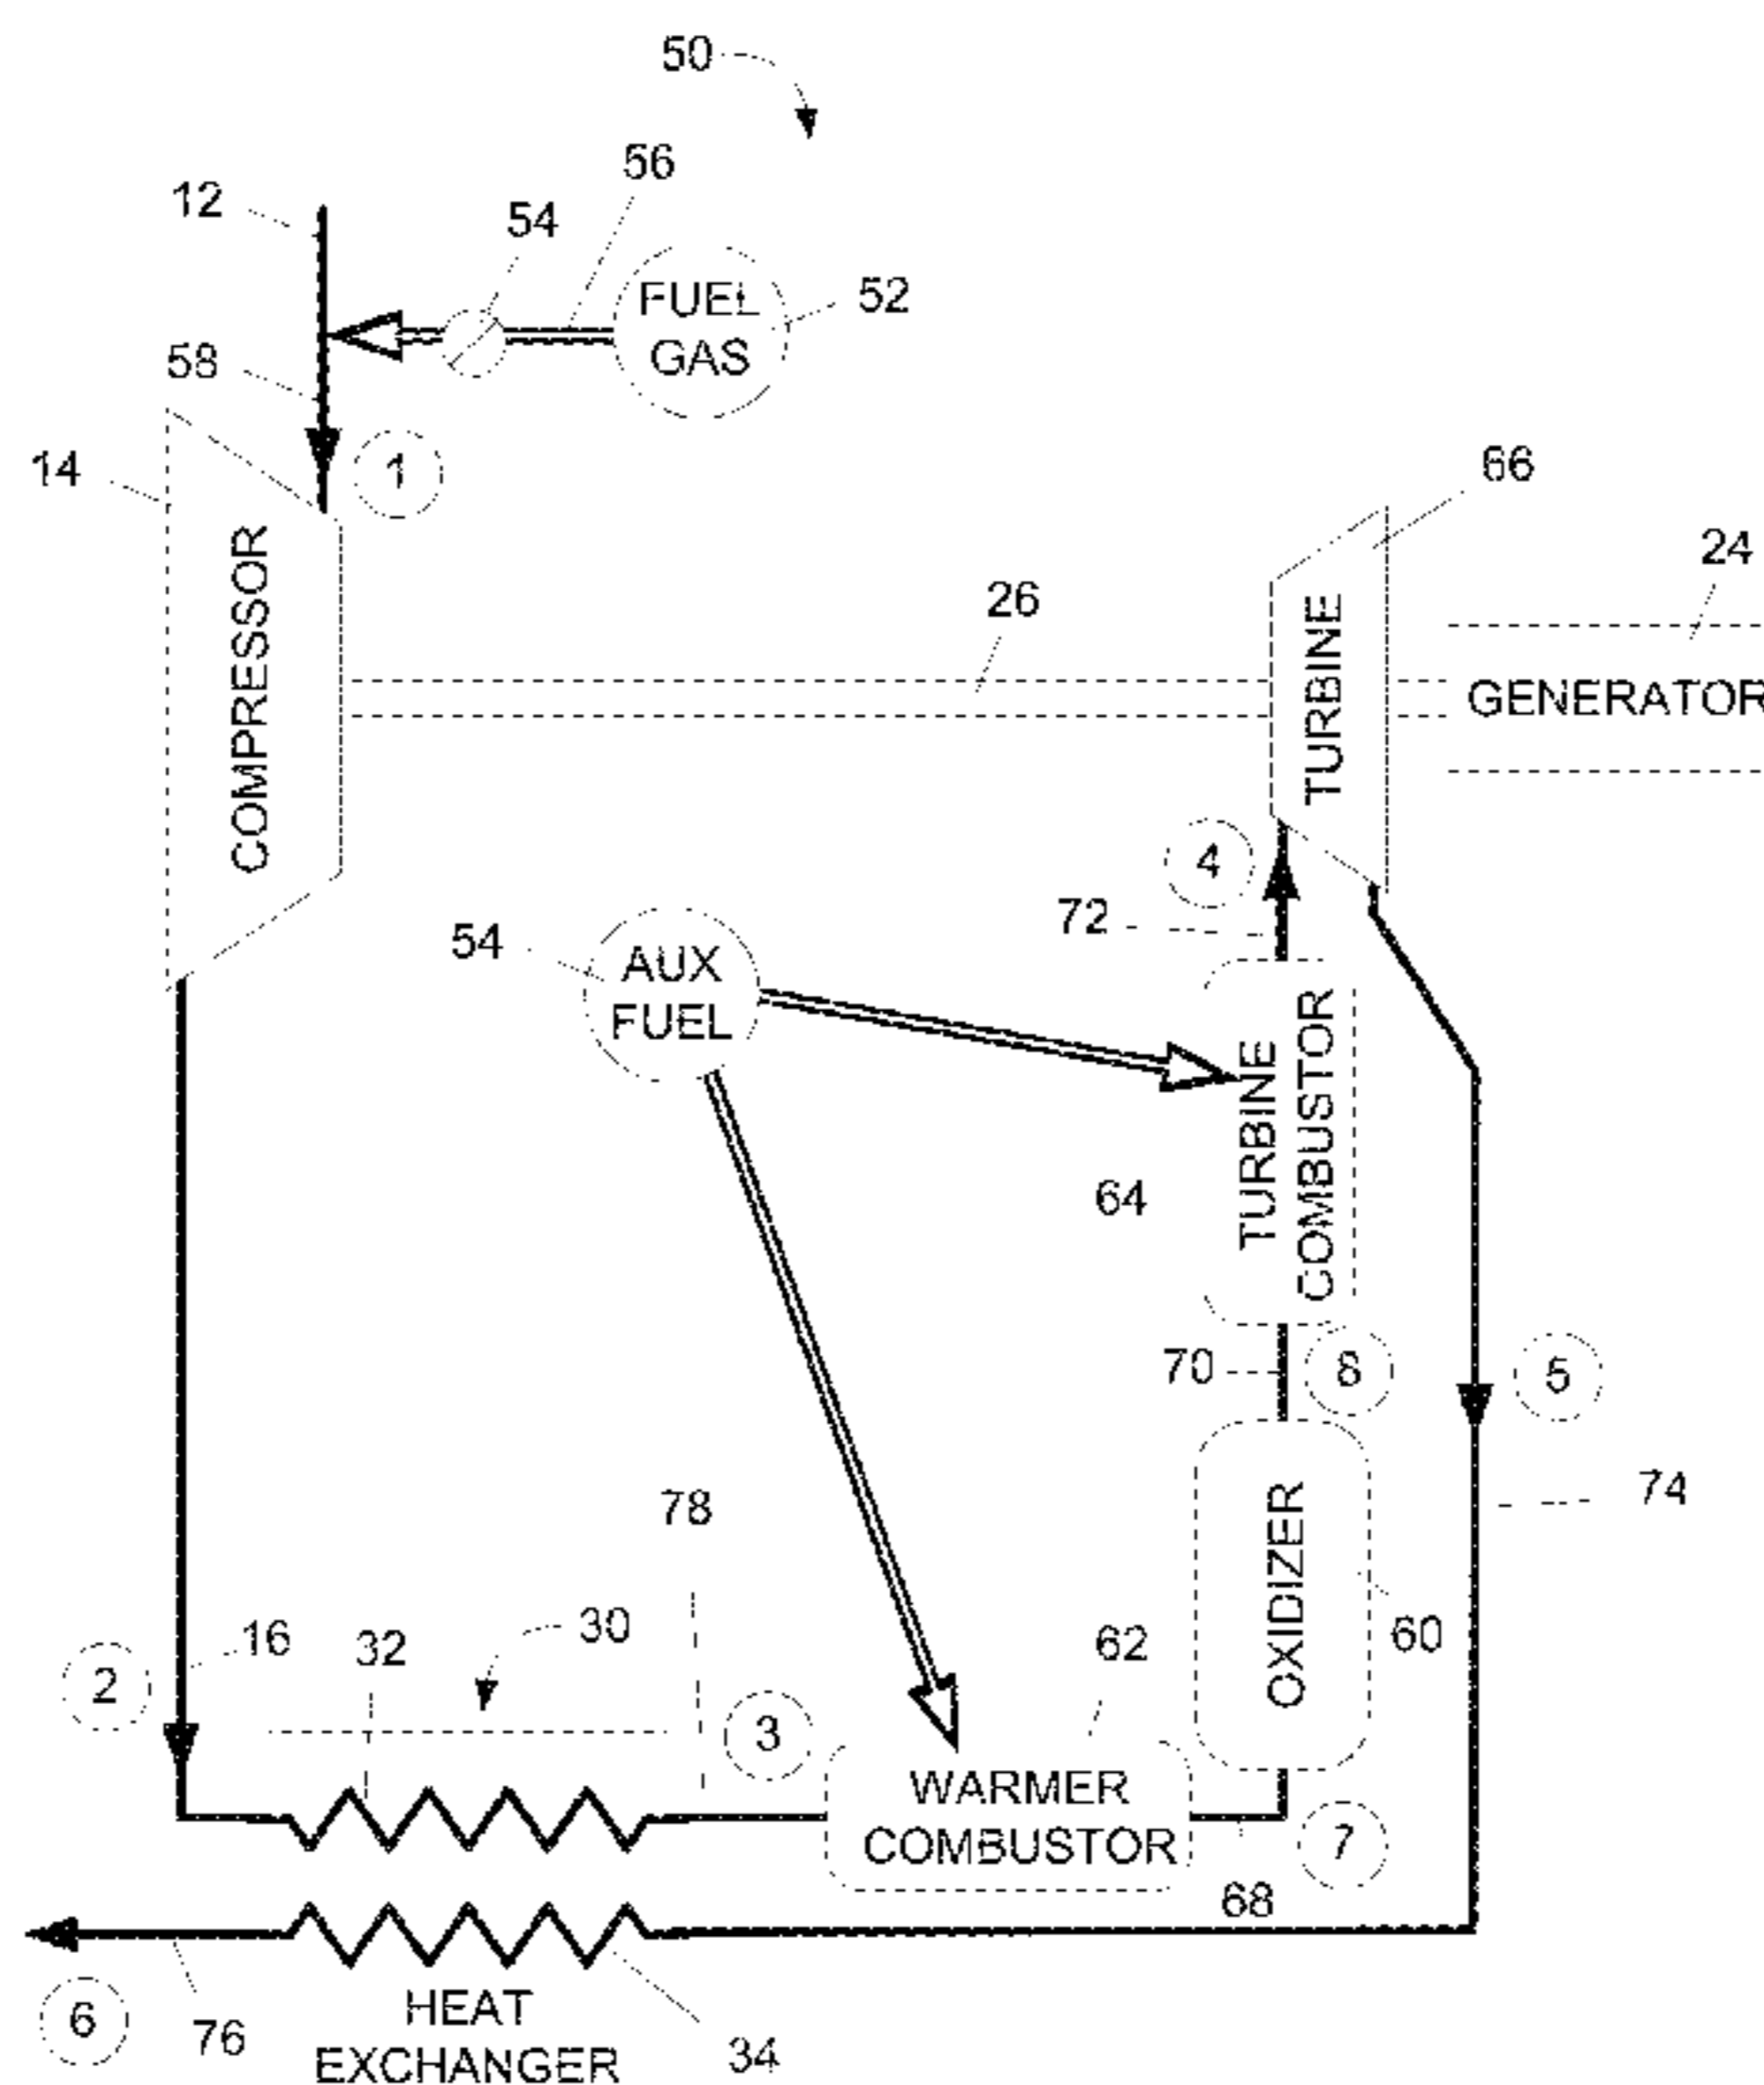 50
56
12
54
FUEL
GAS
52
58
14
1
66
24
26
COMPRESSOR
TURBINE
GENERATOR
4
72
54
AUX
FUEL
TURBINE
COMBUSTOR
64
70
8
5
78
74
OXIDIZER
60
2
16
32
30
3
62
WARMER
COMBUSTOR
7
68
6
76
HEAT
EXCHANGER
34